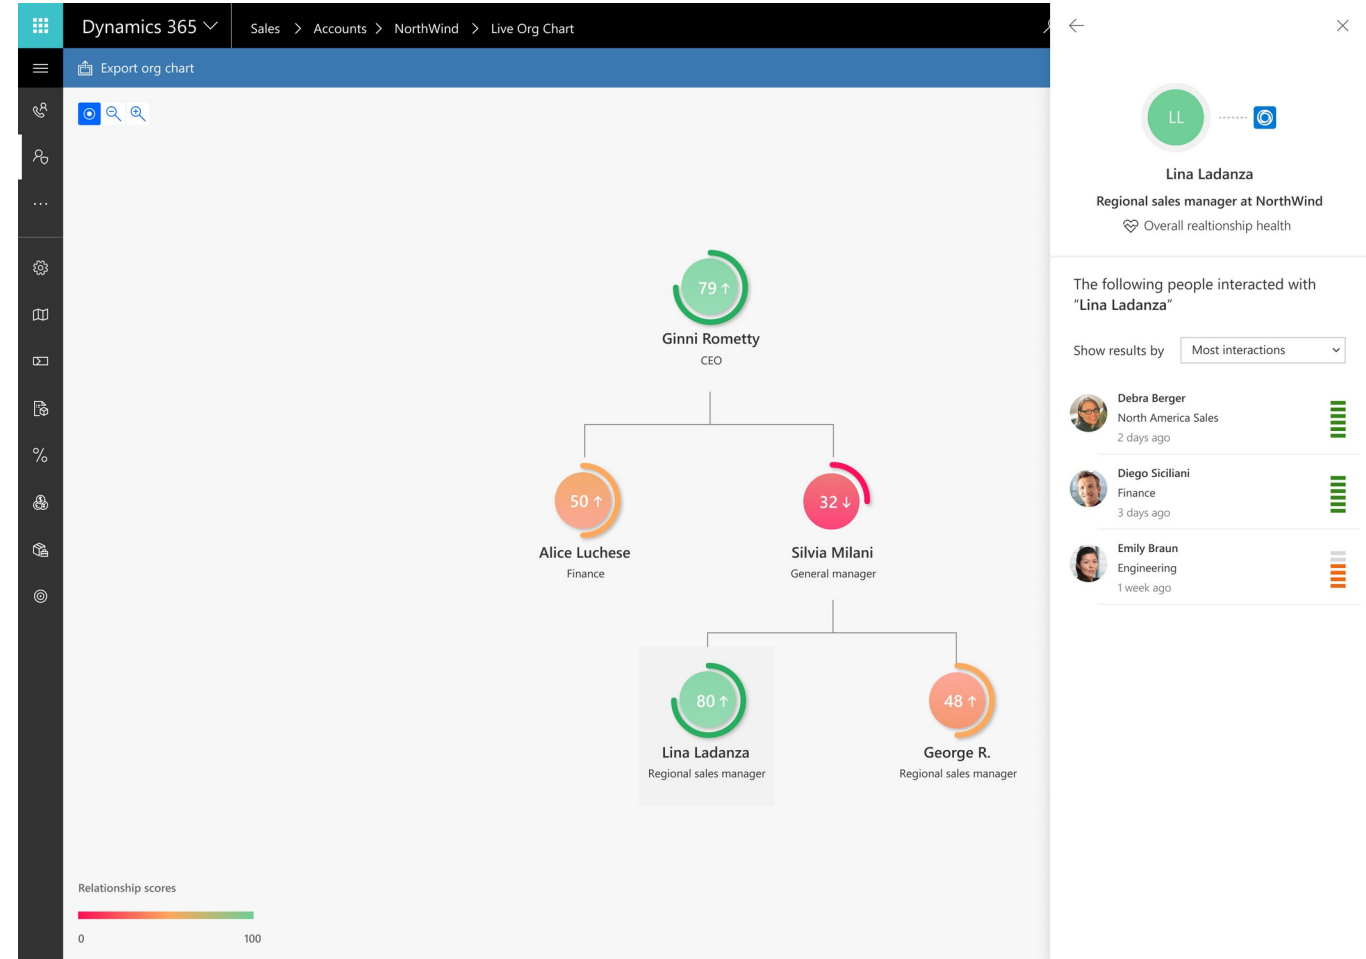 Dynamics 365
Sales > Accounts > NorthWind > Live Org Chart
Export org chart
79 ↑
Ginni Rometty
CEO
50 ↑
Alice Luchese
Finance
32 ↓
Silvia Milani
General manager
80 ↑
Lina Ladanza
Regional sales manager
48 ↑
George R.
Regional sales manager
Relationship scores
0 100
LL
Lina Ladanza
Regional sales manager at NorthWind
Overall realtionship health
The following people interacted with
“Lina Ladanza”
Show results by Most interactions
Debra Berger
North America Sales
2 days ago
Diego Siciliani
Finance
3 days ago
Emily Braun
Engineering
1 week ago